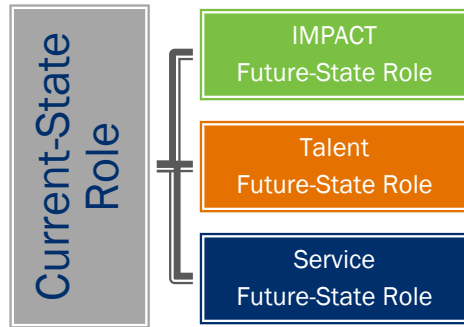 Current-State
Role
IMPACT
Future-State Role
Talent
Future-State Role
Service
Future-State Role